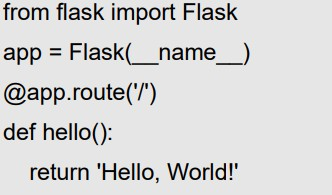 from flask import Flask
app = Flask(__name__)
@app.route('/')
def hello():
    return 'Hello, World!'